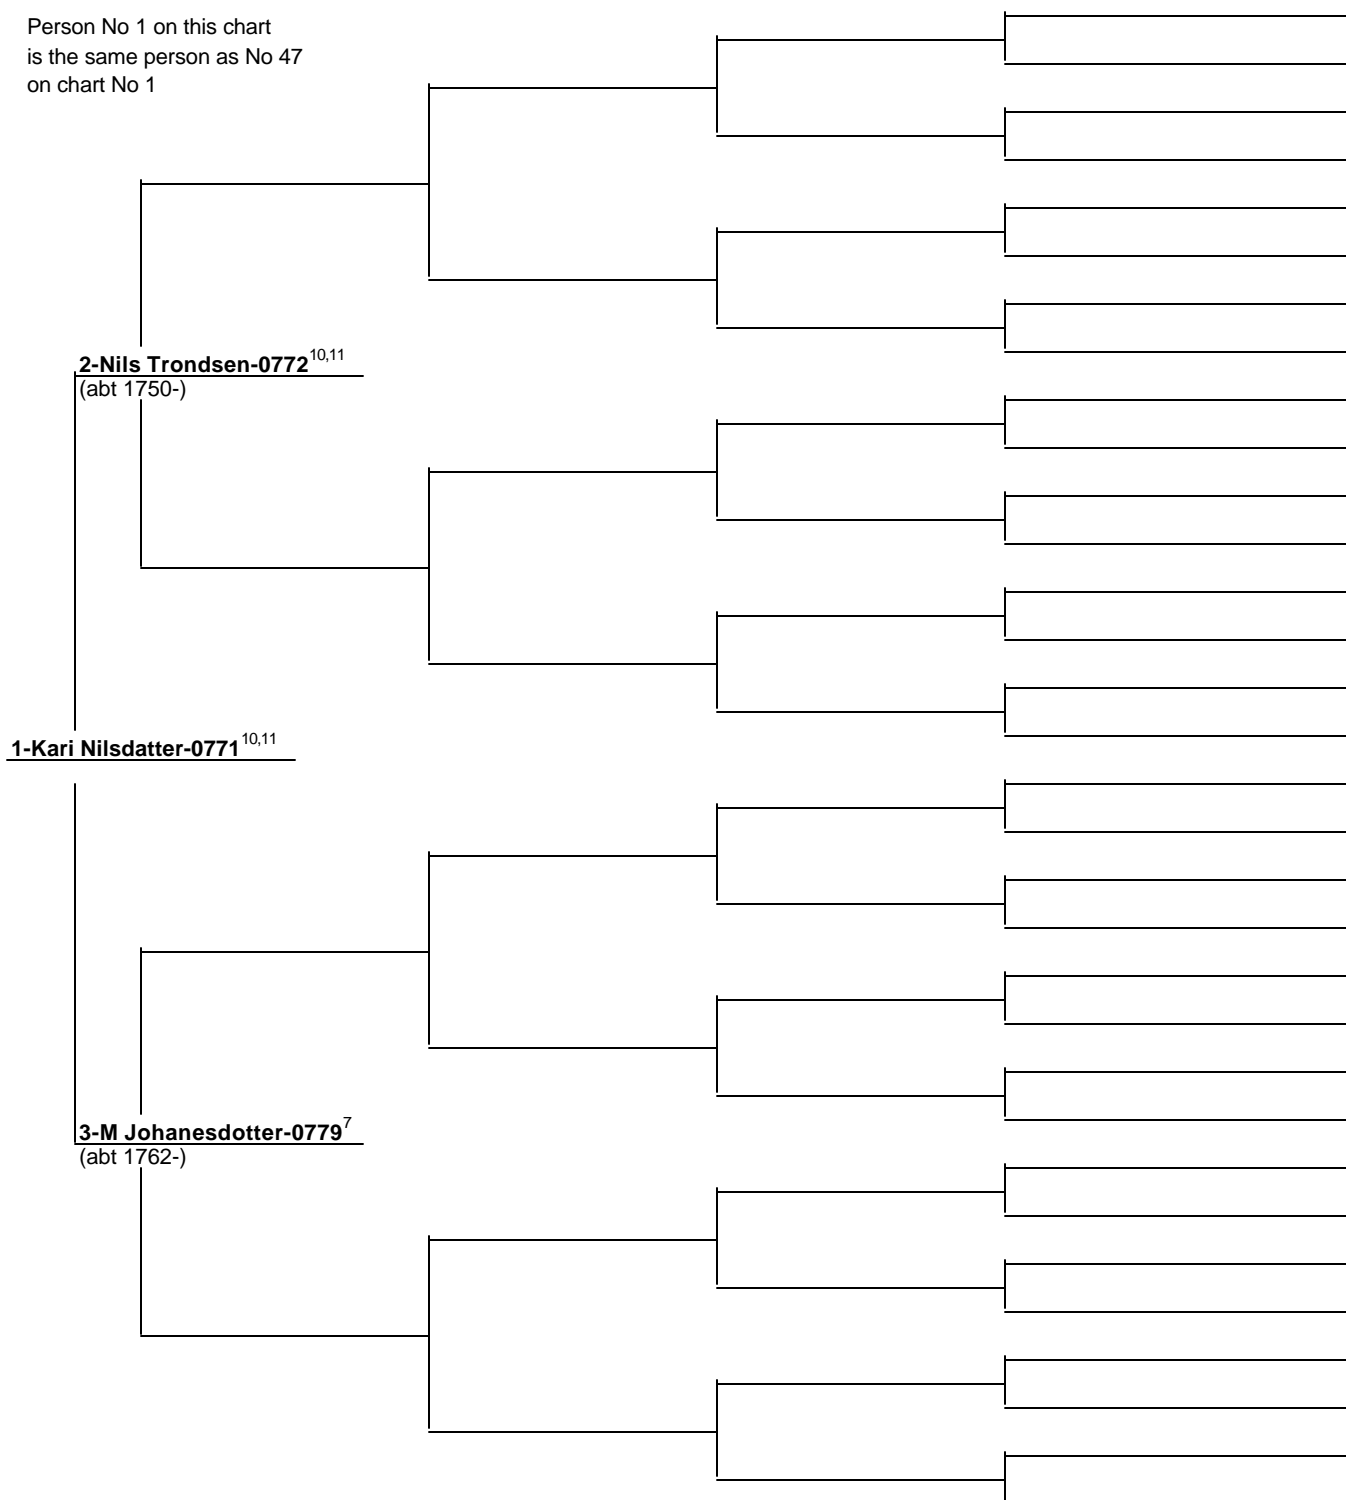 Person No 1 on this chart
is the same person as No 47
on chart No 1
2-Nils Trondsen-0772 10,11
(abt 1750-)
1-Kari Nilsdatter-0771 10,11
3-M Johanesdotter-0779 7
(abt 1762-)